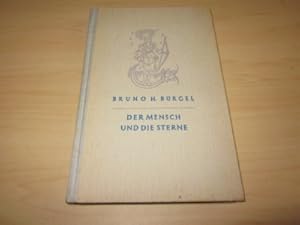 BRUNO H. BÜRGEL
DER MENSCH
UND DIE STERNE